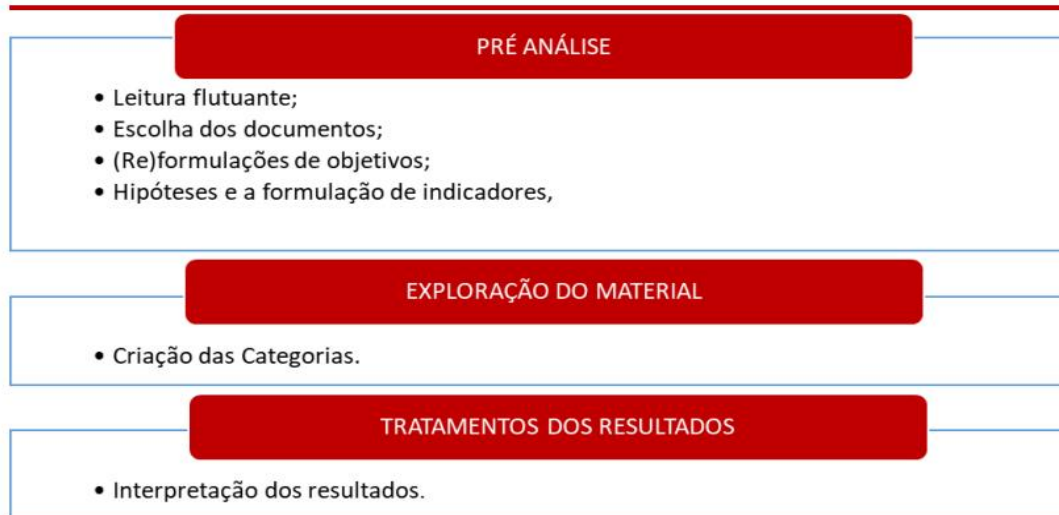 PRÉ ANÁLISE
• Leitura flutuante;
• Escolha dos documentos;
• (Re)formulações de objetivos;
• Hipóteses e a formulação de indicadores,
EXPLORAÇÃO DO MATERIAL
• Criação das Categorias.
TRATAMENTOS DOS RESULTADOS
• Interpretação dos resultados.